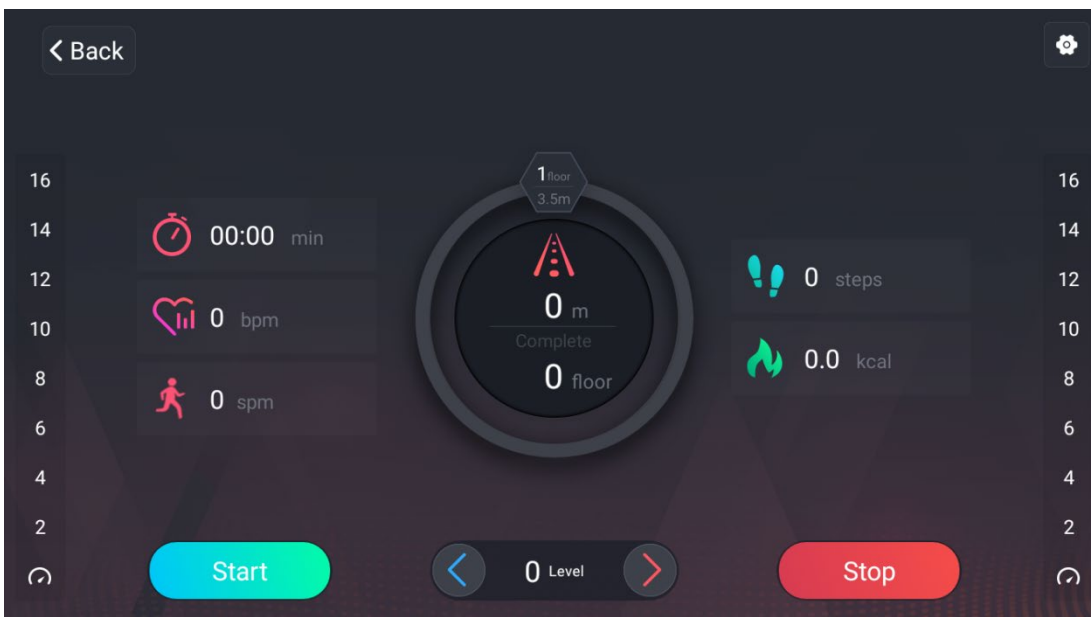 Back
1 floor
3.5m
16
14
12
10
8
6
4
2
00:00 min
0 bpm
0 spm
0 m
Complete
0 floor
0 steps
0.0 kcal
16
14
12
10
8
6
4
2
Start
0 Level
Stop